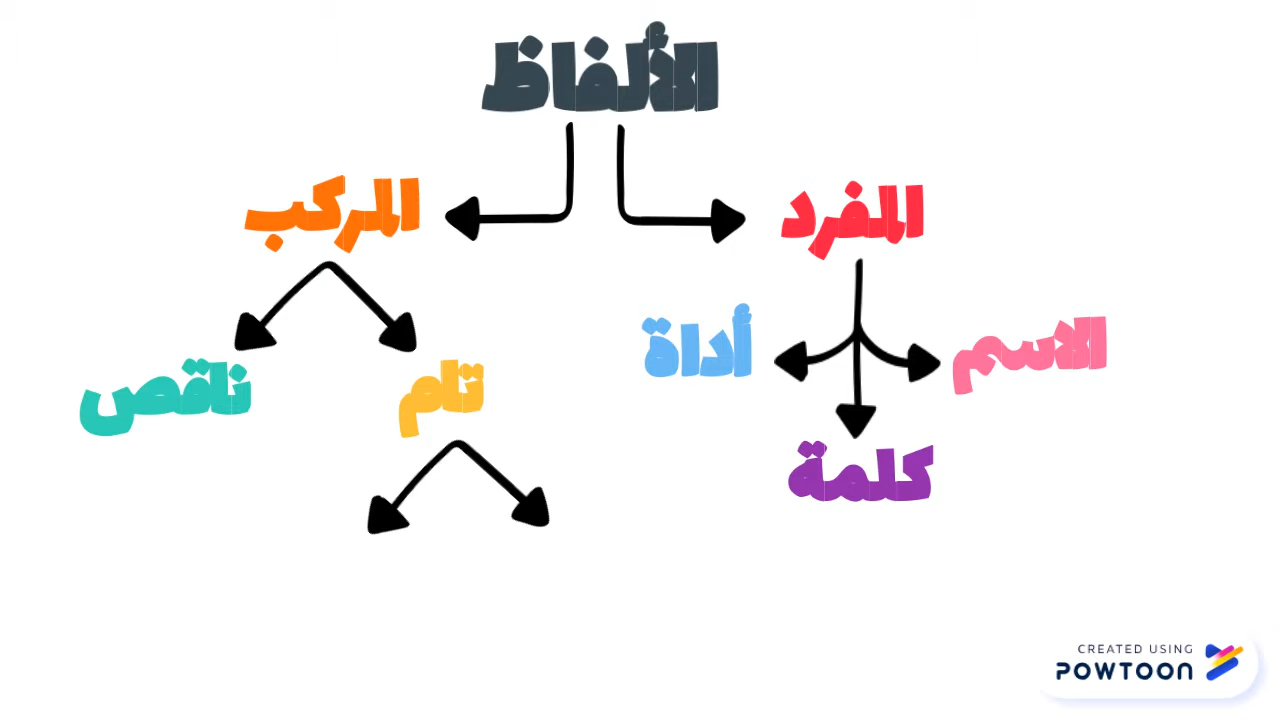 الألفاظ
المفرد
المركب
الاسم
أداة
تام
ناقص
كلمة
CREATED USING
POWTOON